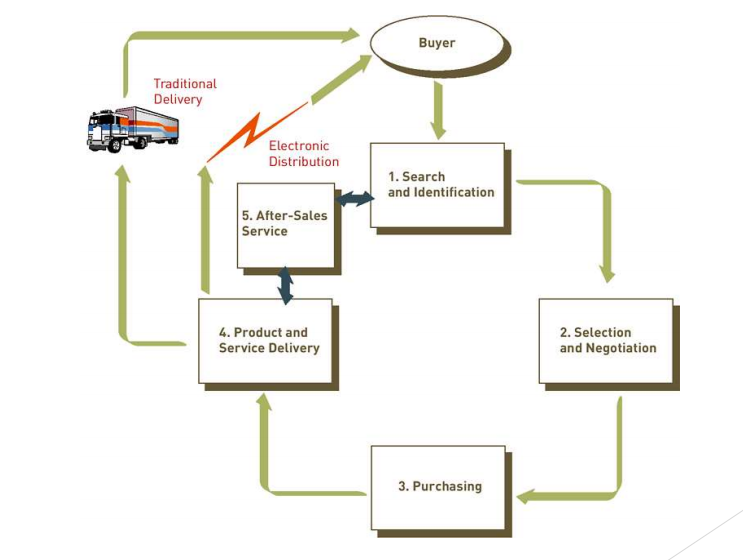 Buyer
Traditional
Delivery
Electronic
Distribution
1. Search
and Identification
5. After-Sales
Service
4. Product and
Service Delivery
2. Selection
and Negotiation
3. Purchasing